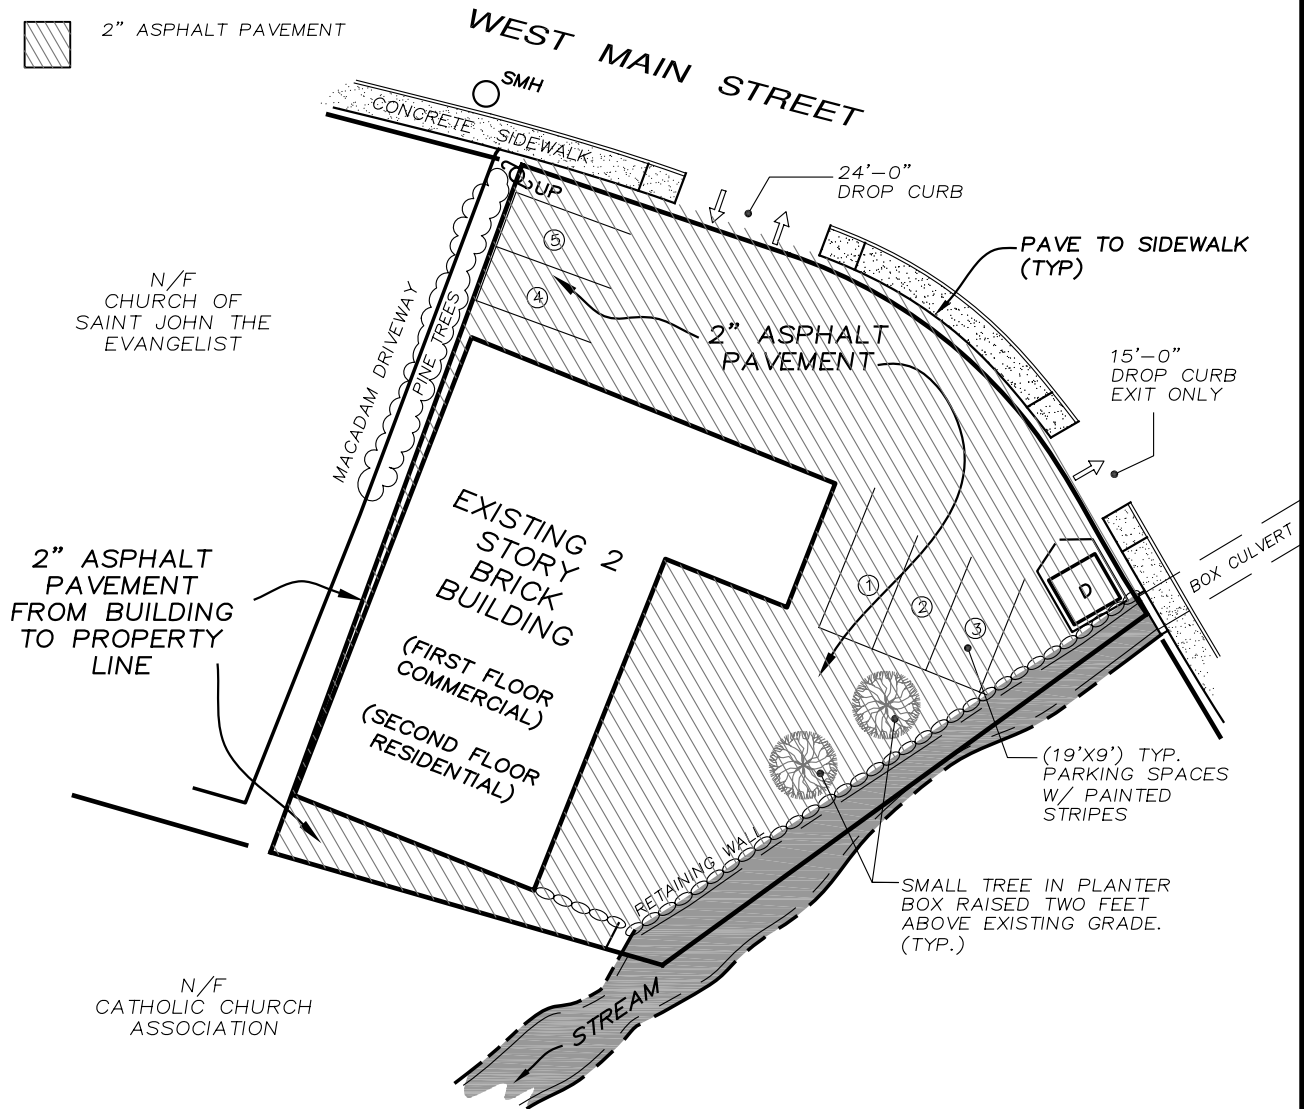 2” ASPHALT PAVEMENT
WEST MAIN STREET
SMH
CONCRETE SIDEWALK
UP
24’-0”
DROP CURB
PAVE TO SIDEWALK
(TYP)
N/F
CHURCH OF
SAINT JOHN THE
EVANGELIST
MACADAM DRIVEWAY
PINE TREES
5
4
2” ASPHALT
PAVEMENT
15’-0”
DROP CURB
EXIT ONLY
BOX CULVERT
EXISTING 2
STORY
BRICK
BUILDING
(FIRST FLOOR
COMMERCIAL)
(SECOND FLOOR
RESIDENTIAL)
2” ASPHALT
PAVEMENT
FROM BUILDING
TO PROPERTY
LINE
1
2
3
D
(19’X9’) TYP.
PARKING SPACES
W/ PAINTED
STRIPES
RETAINING WALL
SMALL TREE IN PLANTER
BOX RAISED TWO FEET
ABOVE EXISTING GRADE.
(TYP.)
N/F
CATHOLIC CHURCH
ASSOCIATION
STREAM